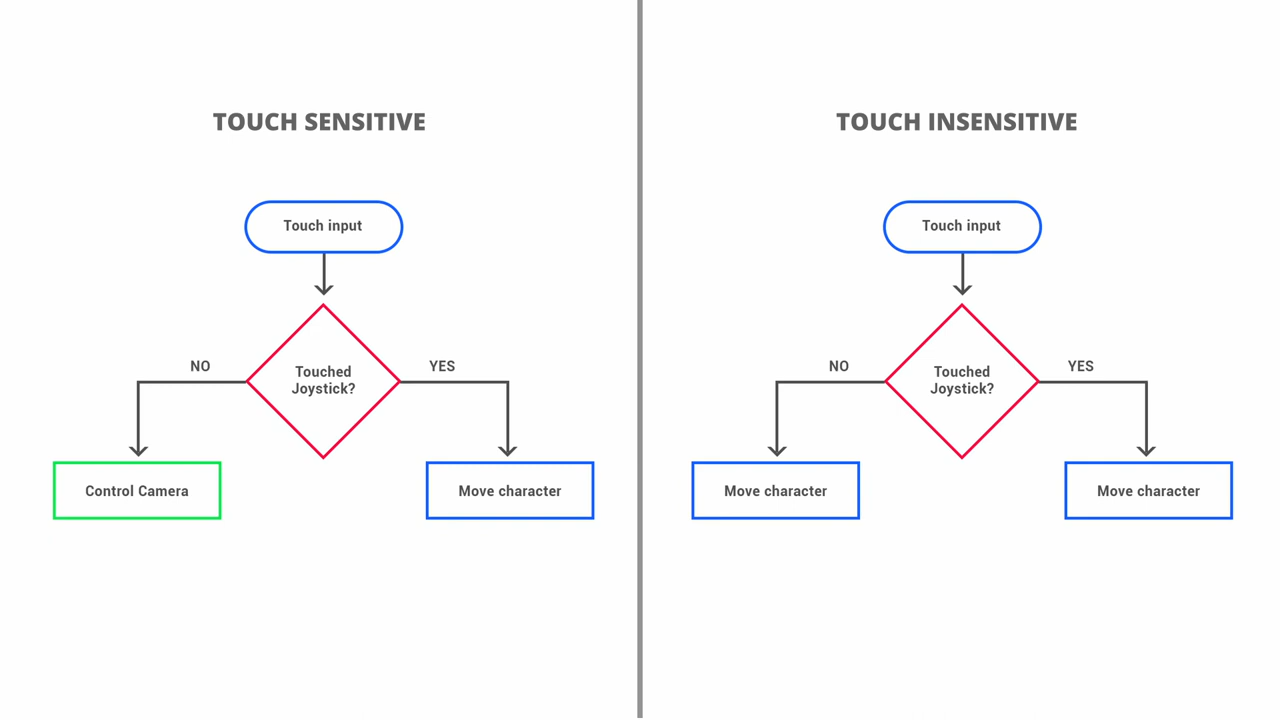 TOUCH SENSITIVE
Touch input
Touched
Joystick?
NO
YES
Control Camera
Move character
TOUCH INSENSITIVE
Touch input
Touched
Joystick?
NO
YES
Move character
Move character